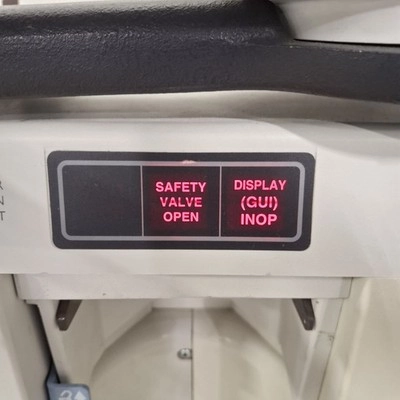 SAFETY
VALVE
OPEN
DISPLAY
(GUI)
INOP